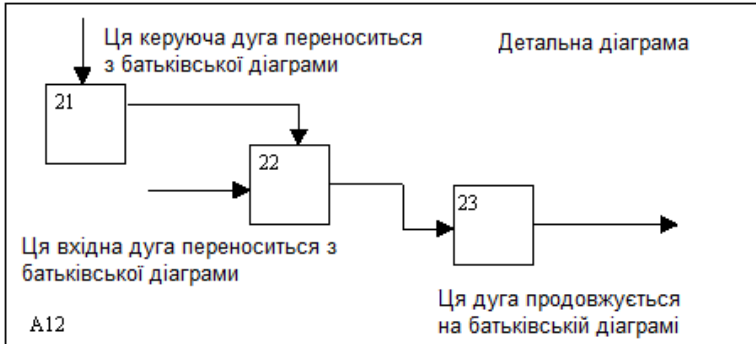 Ця керуюча дуга переноситься
з батьківської діаграми
Детальна діаграма
21
22
23
Ця вхідна дуга переноситься з
батьківської діаграми
Ця дуга продовжується
на батьківській діаграмі
A12